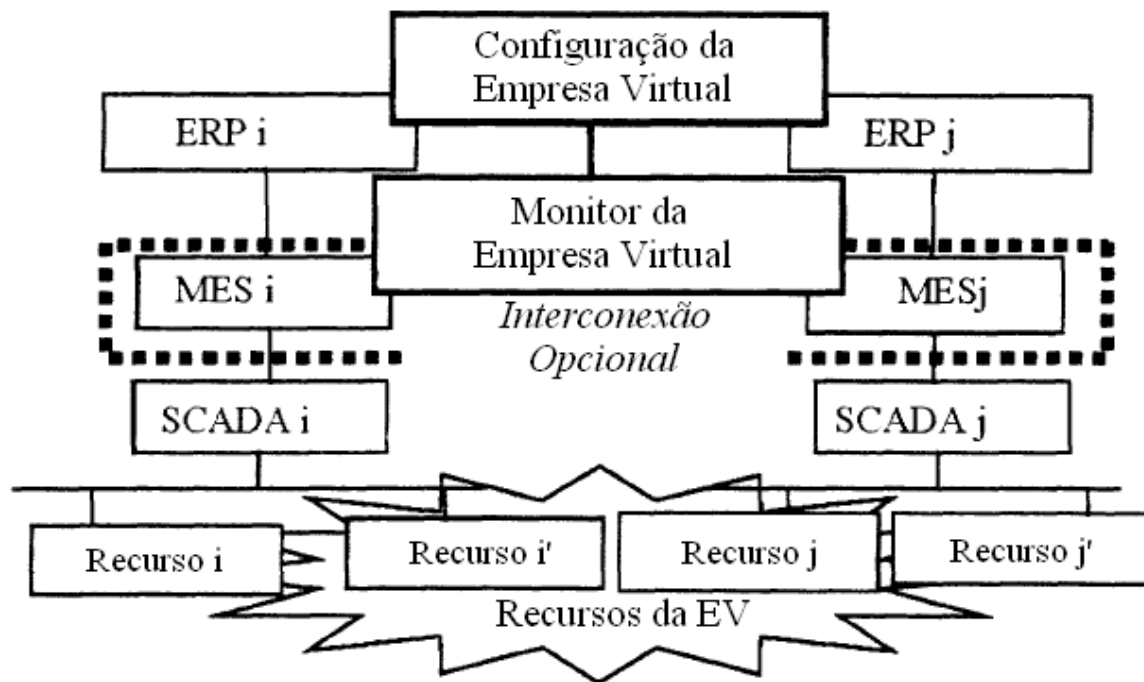 Configuração da
Empresa Virtual
ERP i
ERP j
Monitor da
Empresa Virtual
MES i
MESj
Interconexão
Opcional
SCADA i
SCADA j
Recurso i
Recurso i'
Recurso j
Recurso j'
Recursos da EV